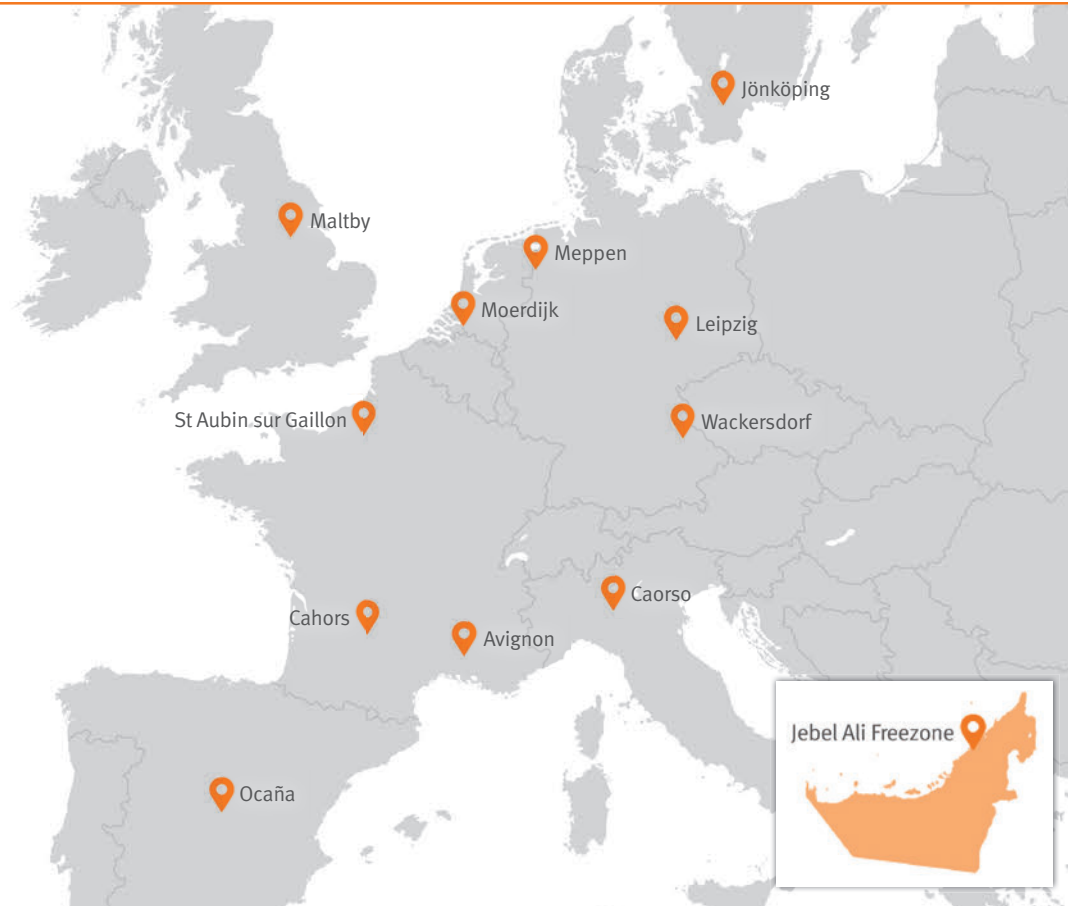 Jönköping
Maltby
Meppen
Moerdijk
Leipzig
St Aubin sur Gaillon
Wackersdorf
Caorso
Cahors
Avignon
Jebel Ali Freezone
Ocaña